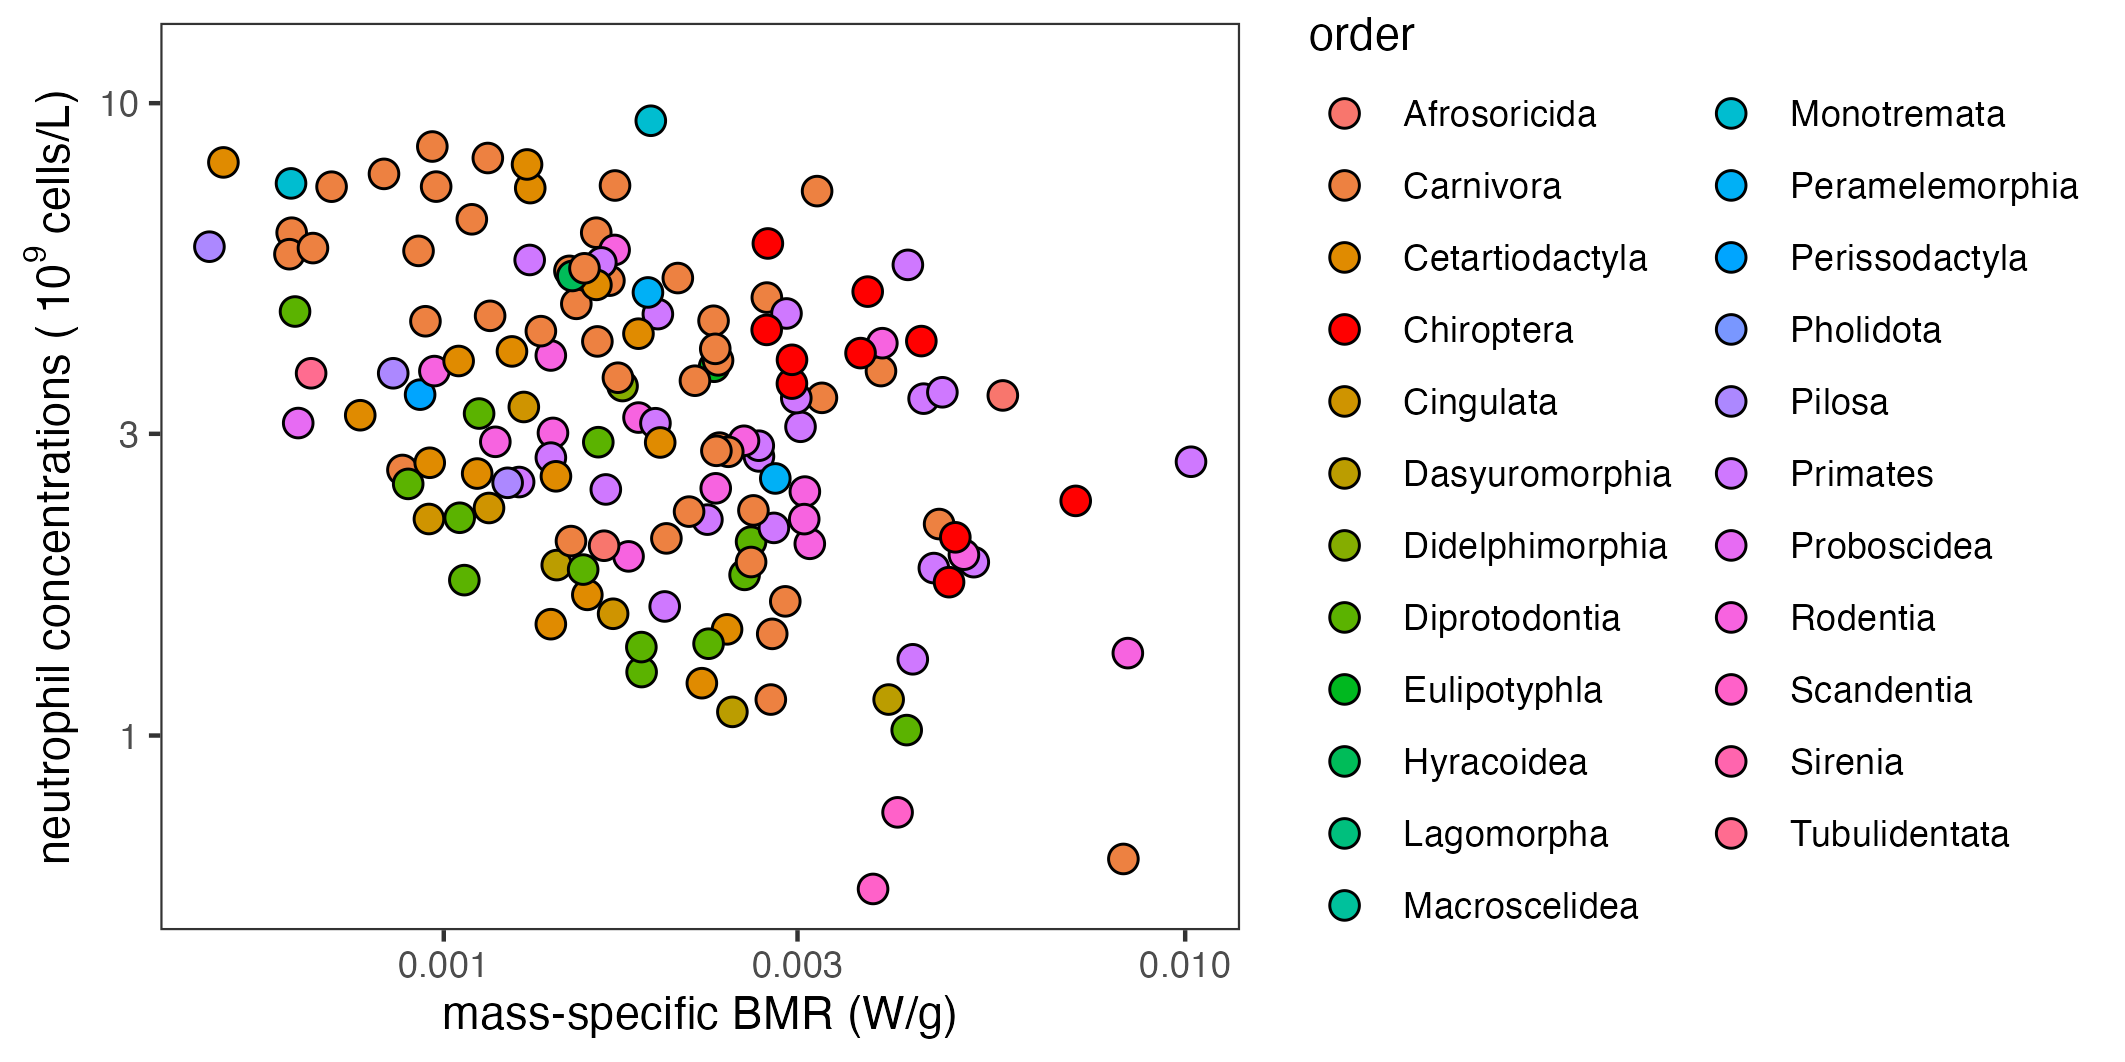 order
10
3
1
neutrophil concentrations ( 10⁹ cells/L)
0.001
0.003
0.010
mass-specific BMR (W/g)
Afrosoricida
Carnivora
Cetartiodactyla
Chiroptera
Cingulata
Dasyuromorphia
Didelphimorphia
Diprotodontia
Eulipotyphla
Hyracoidea
Lagomorpha
Macroscelidea
Monotremata
Peramelemorphia
Perissodactyla
Pholidota
Pilosa
Primates
Proboscidea
Rodentia
Scandentia
Sirenia
Tubulidentata